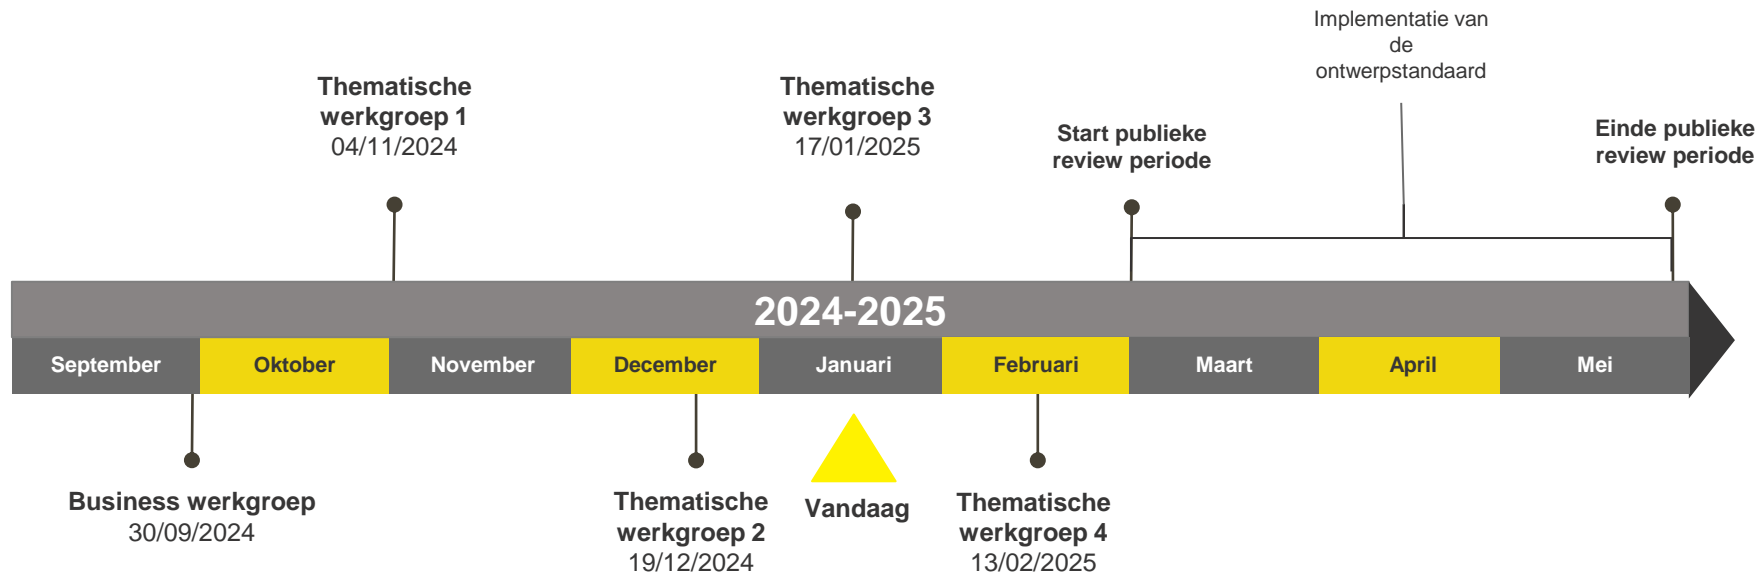 Implementatie van
de
ontwerpstandaard
Thematische
werkgroep 1
04/11/2024
Thematische
werkgroep 3
17/01/2025
Start publieke
review periode
Einde publieke
review periode
2024-2025
September
Oktober
November
December
Januari
Februari
Maart
April
Mei
Business werkgroep
30/09/2024
Thematische
werkgroep 2
19/12/2024
Vandaag
Thematische
werkgroep 4
13/02/2025